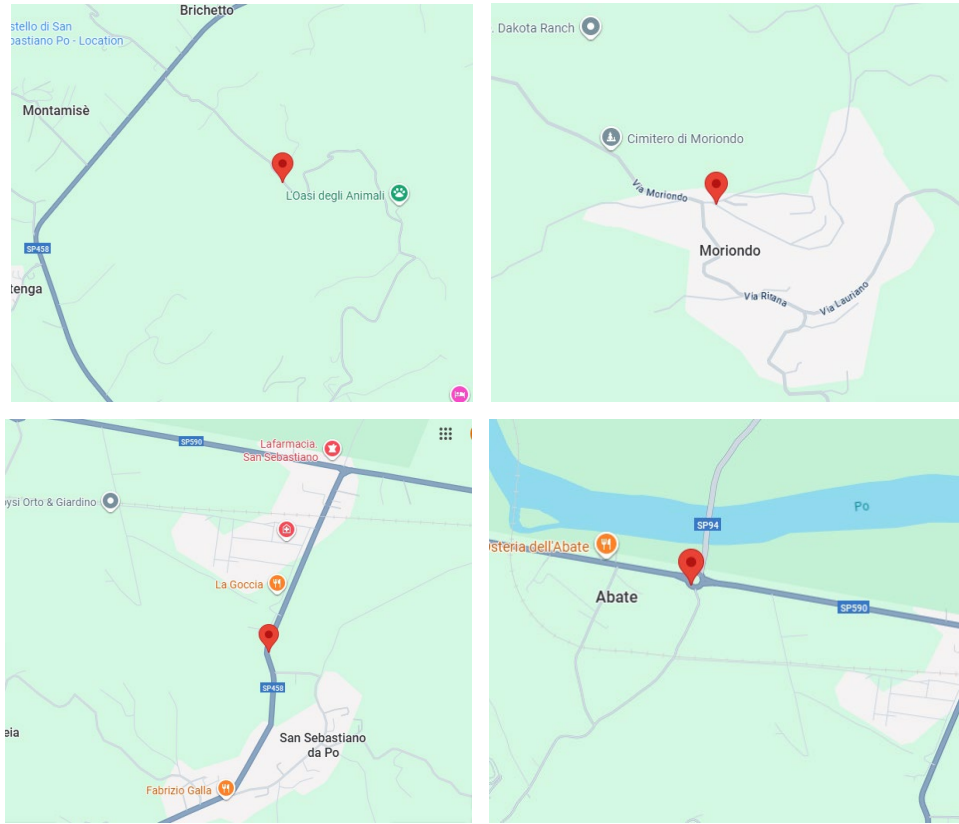 Brichetto
stello di San
bastiano Po - Location
Montamisè
L'Oasi degli Animali
SP458
tenga
. Dakota Ranch
Cimitero di Moriondo
Via Moriondo
Moriondo
Via Ritana
Via Lauriano
SP590
Lafarmacia.
San Sebastiano
oysi Orto & Giardino
La Goccia
SP458
San Sebastiano
da Po
eia
Fabrizio Galla
Po
SP94
steria dell'Abate
Abate
SP590